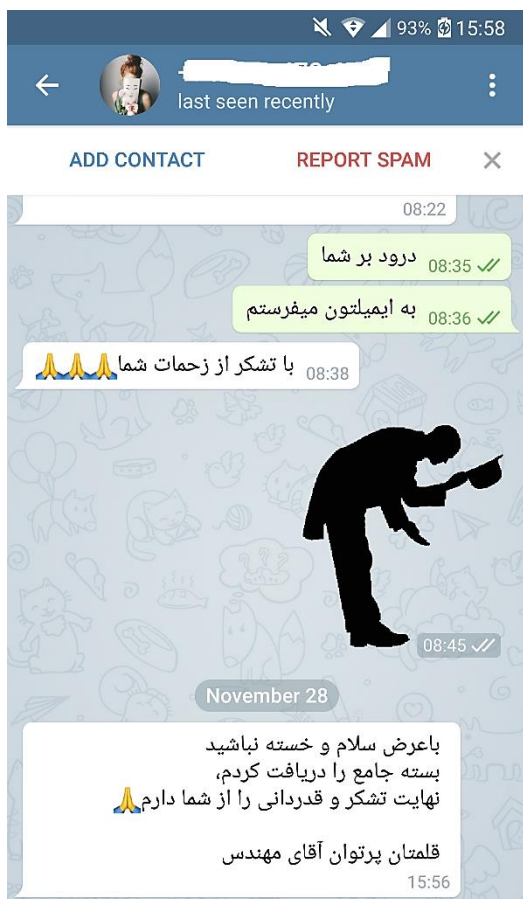 93% 15:58
last seen recently
ADD CONTACT REPORT SPAM
08:22
درود بر شما
08:35
به ایمیلتون میفرستم
08:36
با تشکر از زحمات شما🙏🙏🙏
08:38
08:45
November 28
باعرض سلام و خسته نباشید
بسته جامع را دریافت کردم،
نهایت تشکر و قدردانی را از شما دارم🙏
قلمتان پرتوان آقای مهندس
15:56